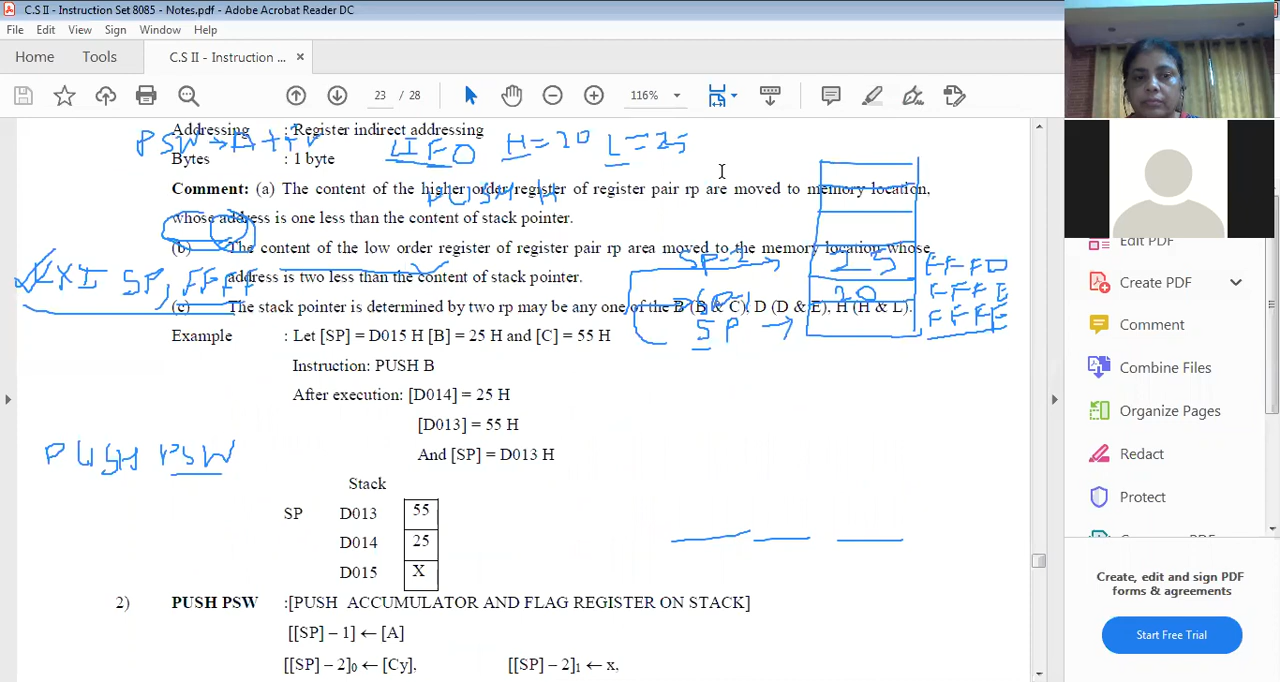 C.S II - Instruction Set 8085 - Notes.pdf - Adobe Acrobat Reader DC
File Edit View Sign Window Help
Home Tools C.S II - Instruction ... ×
23 / 28 116%
Addressing : Register indirect addressing
PSW → A +
LIFO H = 20 L = 25
Bytes : 1 byte
Comment: (a) The content of the higher order register of register pair rp are moved to memory location,
PUSH H
whose address is one less than the content of stack pointer.
(b) The content of the low order register of register pair rp area moved to the memory location whose
SP-2 → 25 FFFD
LXI SP, FFFF
address is two less than the content of stack pointer.
20 FFFE
(c) The stack pointer is determined by two rp may be any one of the B (B & C), D (D & E), H (H & L).
SP → FFFF
Example : Let [SP] = D015 H [B] = 25 H and [C] = 55 H
Instruction: PUSH B
After execution: [D014] = 25 H
[D013] = 55 H
And [SP] = D013 H
PUSH PSW
Stack
SP D013 55
D014 25
D015 X
2) PUSH PSW :[PUSH ACCUMULATOR AND FLAG REGISTER ON STACK]
[[SP] – 1] ← [A]
[[SP] – 2]₀ ← [Cy], [[SP] – 2]₁ ← x,
Edit PDF
Create PDF
Comment
Combine Files
Organize Pages
Redact
Protect
Create, edit and sign PDF
forms & agreements
Start Free Trial